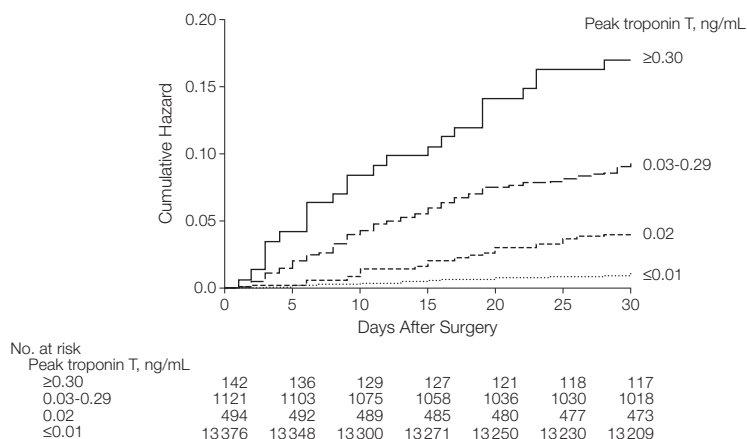 Peak troponin T, ng/mL
0.20
0.15
0.10
0.05
0.0
Cumulative Hazard
≥0.30
0.03-0.29
0.02
≤0.01
0 5 10 15 20 25 30
Days After Surgery
No. at risk
Peak troponin T, ng/mL
≥0.30 142 136 129 127 121 118 117
0.03-0.29 1121 1103 1075 1058 1036 1030 1018
0.02 494 492 489 485 480 477 473
≤0.01 13376 13348 13300 13271 13250 13230 13209